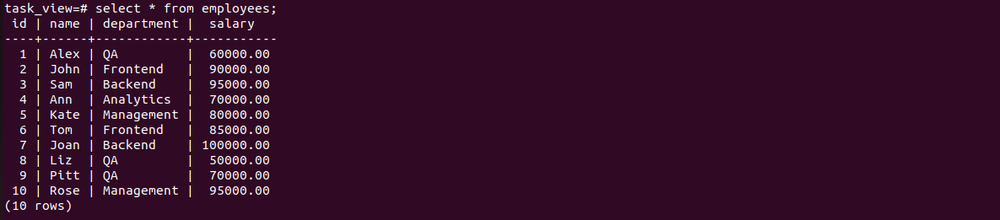 task_view=# select * from employees;
 id | name | department |  salary
----+------+------------+-----------
  1 | Alex | QA         |  60000.00
  2 | John | Frontend   |  90000.00
  3 | Sam  | Backend    |  95000.00
  4 | Ann  | Analytics  |  70000.00
  5 | Kate | Management |  80000.00
  6 | Tom  | Frontend   |  85000.00
  7 | Joan | Backend    | 100000.00
  8 | Liz  | QA         |  50000.00
  9 | Pitt | QA         |  70000.00
 10 | Rose | Management |  95000.00
(10 rows)